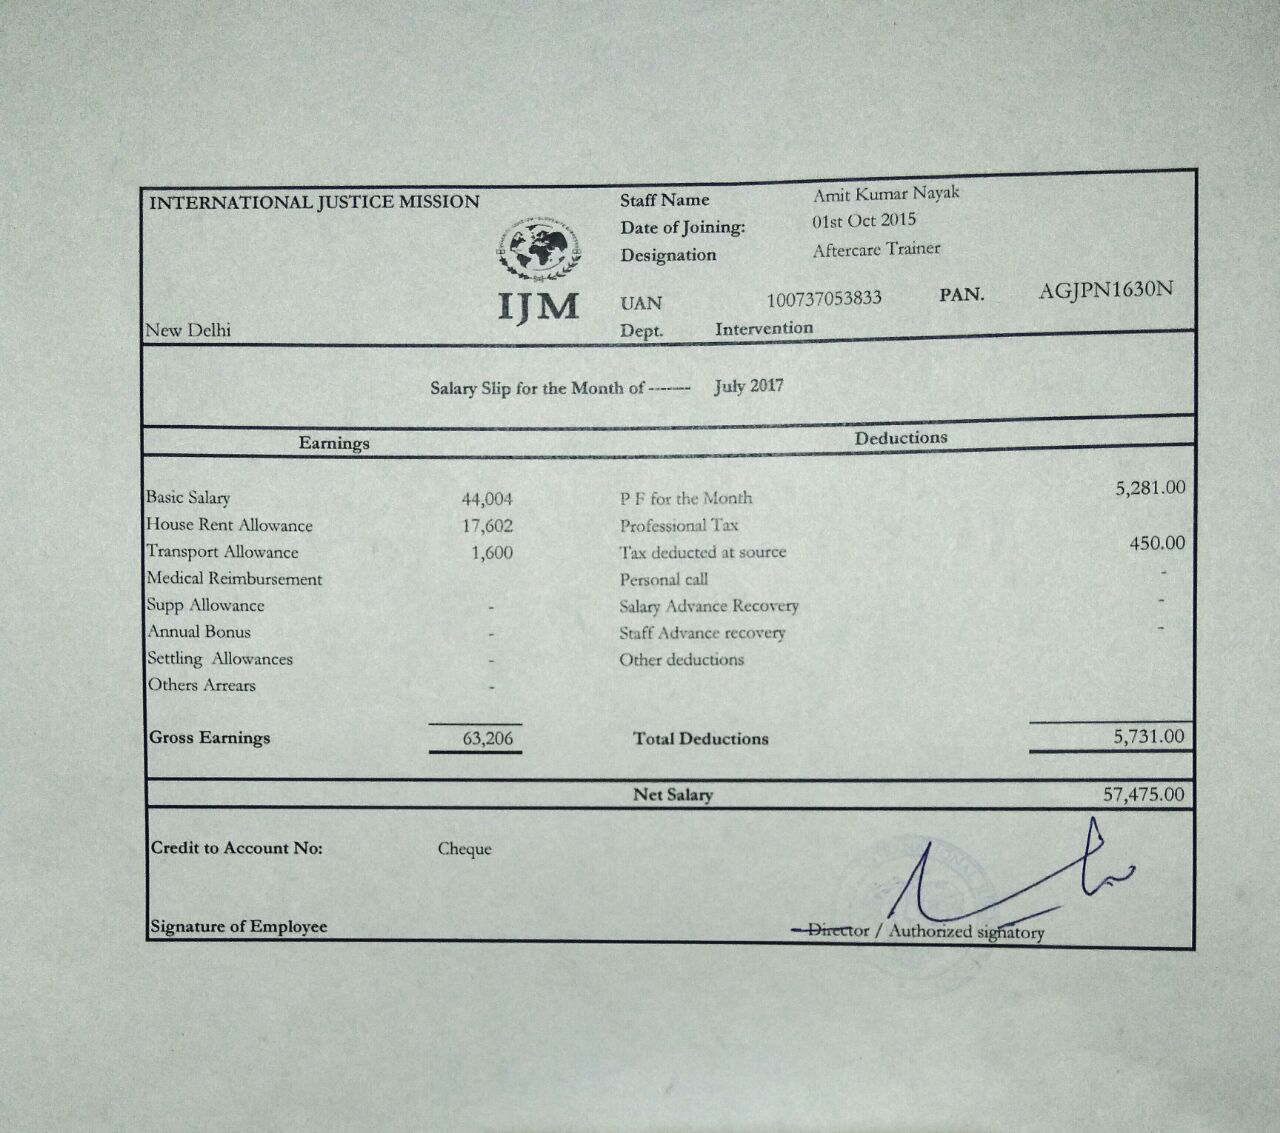 INTERNATIONAL JUSTICE MISSION
IJM
New Delhi
Staff Name Amit Kumar Nayak
Date of Joining: 01st Oct 2015
Designation Aftercare Trainer
UAN 100737053833 PAN. AGJPN1630N
Dept. Intervention
Salary Slip for the Month of ------- July 2017
Earnings Deductions
Basic Salary 44,004 P F for the Month 5,281.00
House Rent Allowance 17,602 Professional Tax
Transport Allowance 1,600 Tax deducted at source 450.00
Medical Reimbursement Personal call -
Supp Allowance - Salary Advance Recovery -
Annual Bonus - Staff Advance recovery -
Settling Allowances - Other deductions
Others Arrears -
Gross Earnings 63,206 Total Deductions 5,731.00
Net Salary 57,475.00
Credit to Account No: Cheque
Signature of Employee Director / Authorized signatory